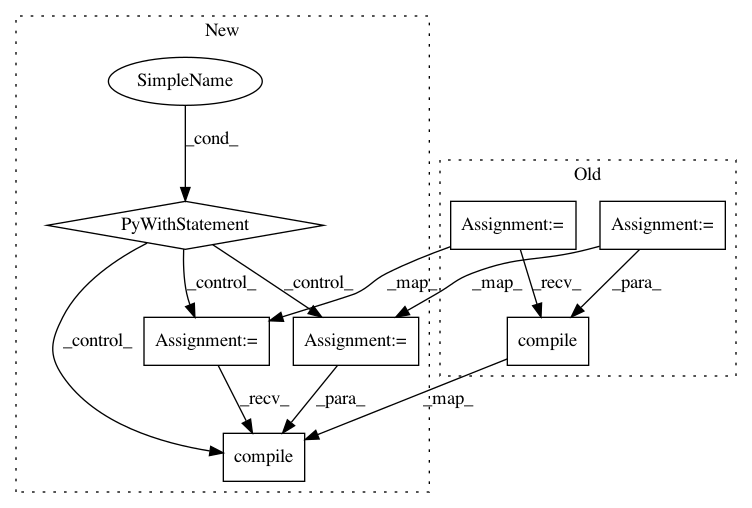 New
SimpleName
_cond_
Old
PyWithStatement
Assignment:=
Assignment:=
_control_
_control_
_map_
_map_
_recv_
_para_
_control_
Assignment:=
Assignment:=
compile
_recv_
_para_
_map_
compile